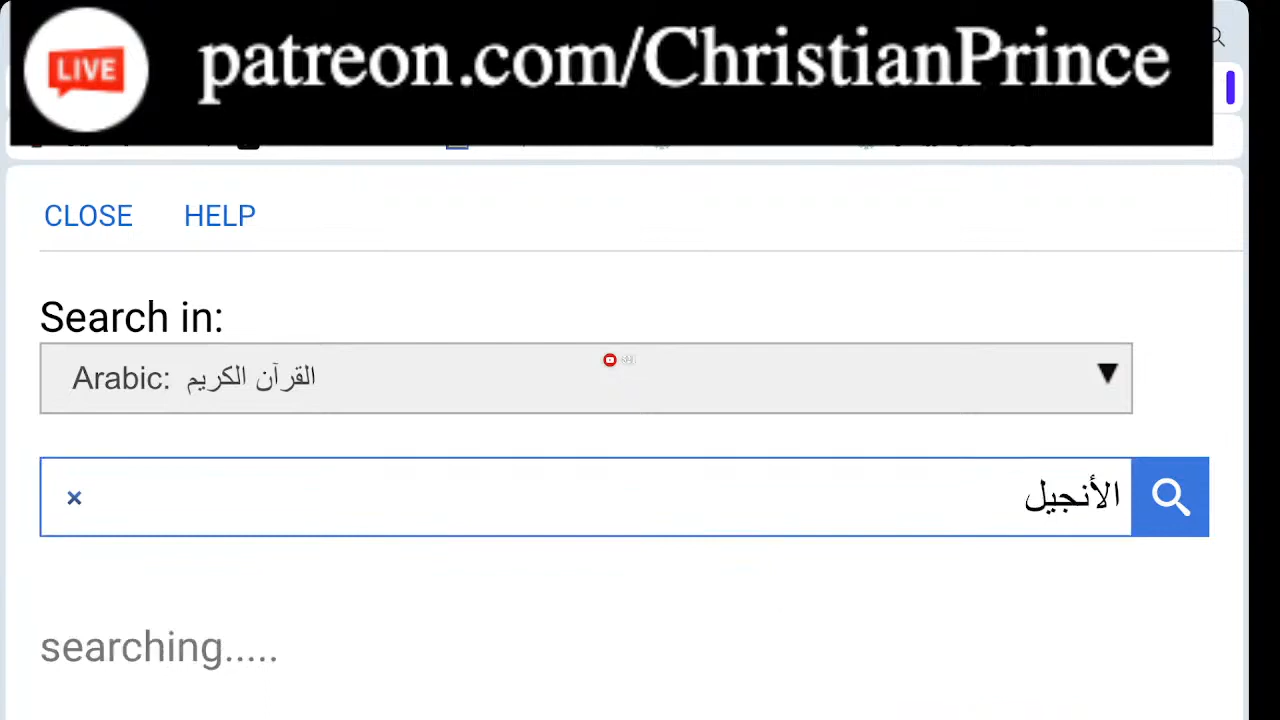 LIVE patreon.com/ChristianPrince
CLOSE HELP
Search in:
Arabic: القرآن الكريم
الأنجيل
searching.....